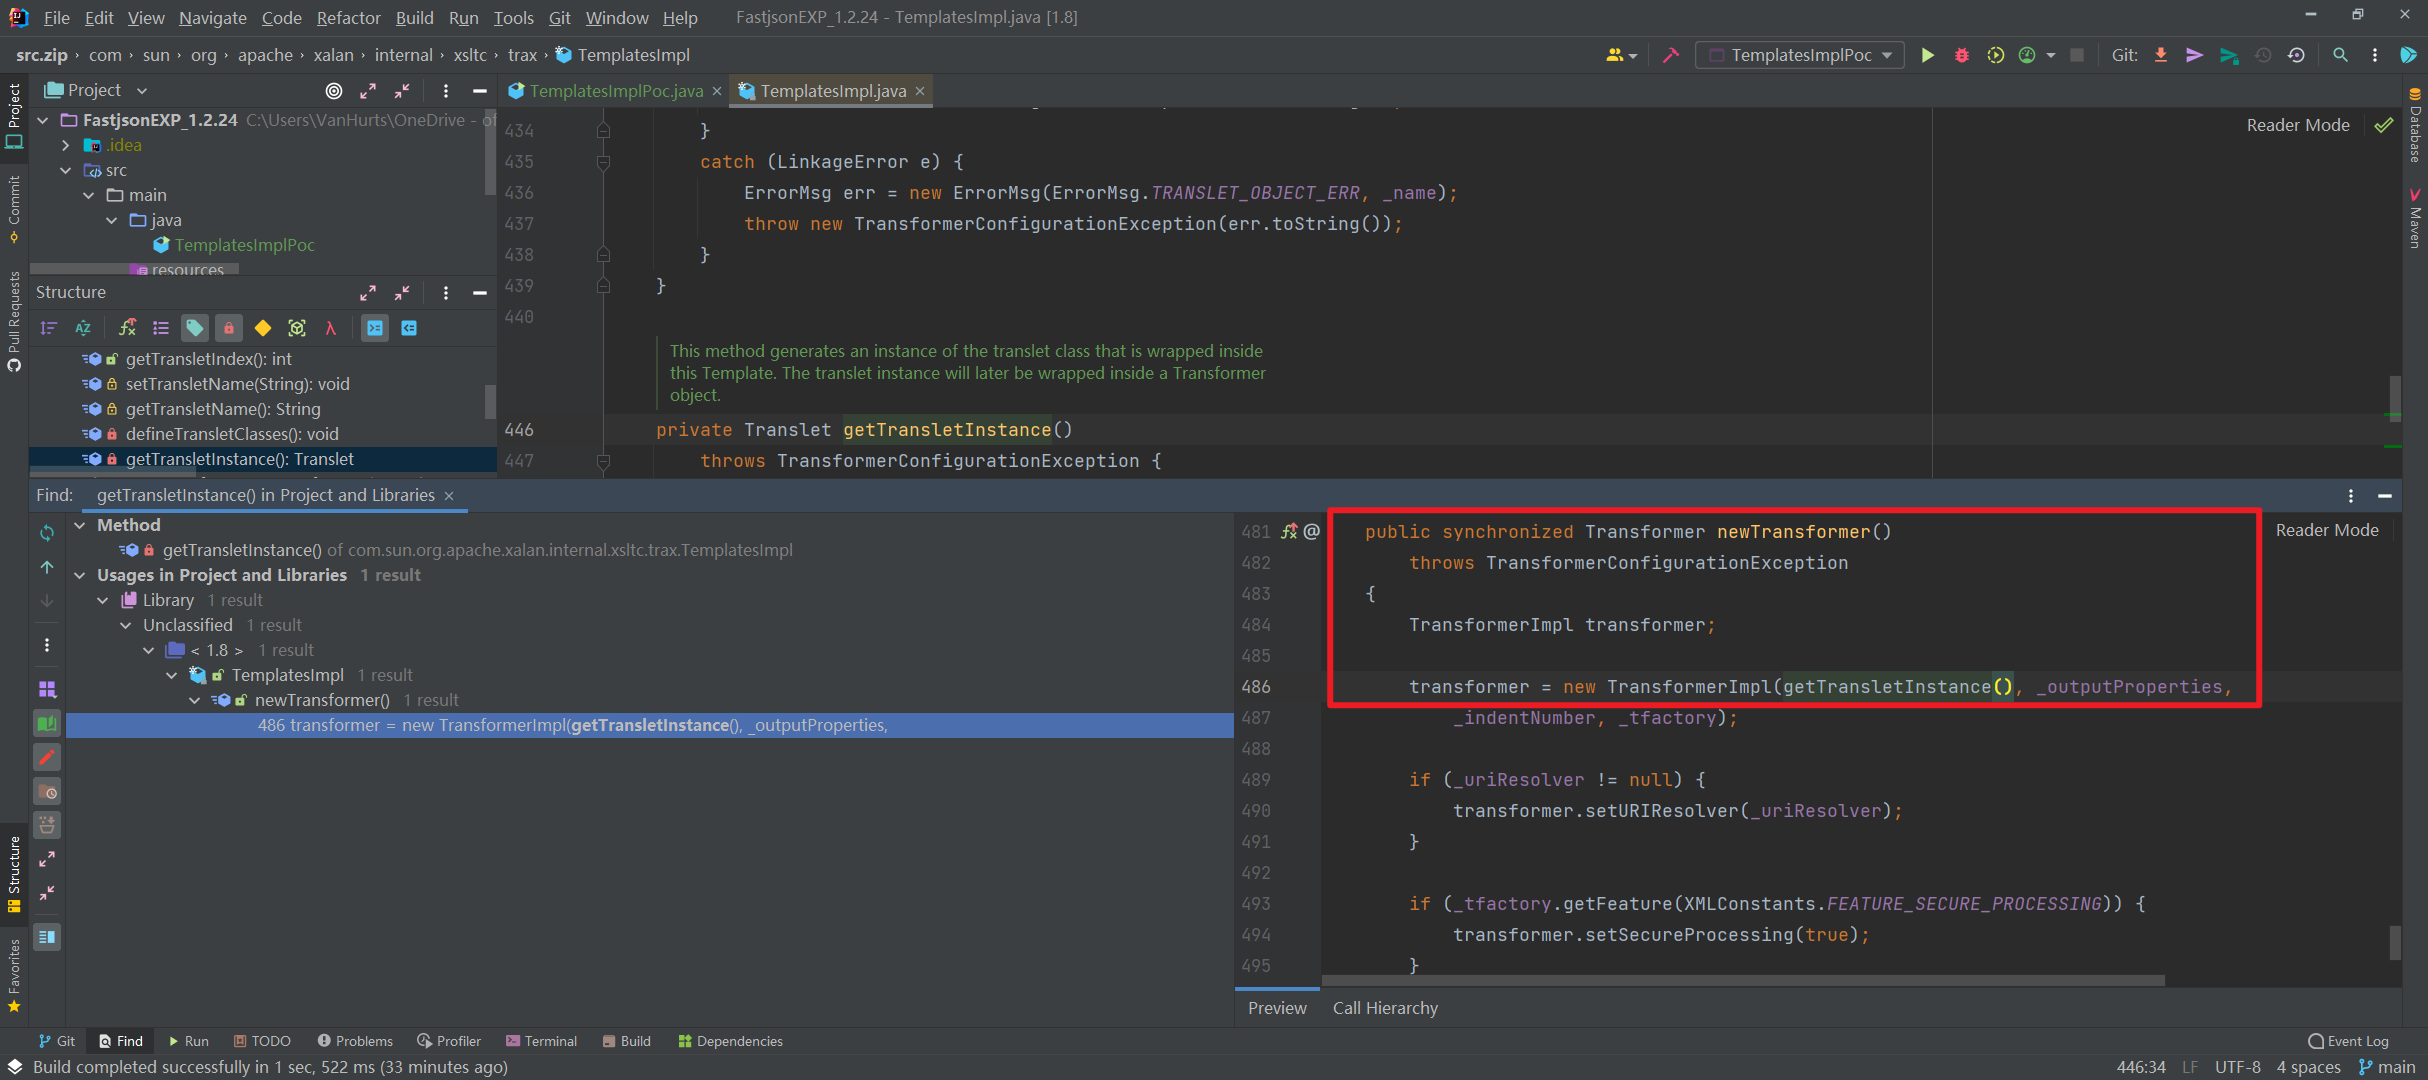 File Edit View Navigate Code Refactor Build Run Tools Git Window Help FastjsonEXP_1.2.24 - TemplatesImpl.java [1.8]
src.zip › com › sun › org › apache › xalan › internal › xsltc › trax › TemplatesImpl
TemplatesImplPoc
Git:
Project
TemplatesImplPoc.java ×
TemplatesImpl.java ×
FastjsonEXP_1.2.24 C:\Users\VanHurts\OneDrive - of
.idea
src
main
java
TemplatesImplPoc
resources
Structure
getTransletIndex(): int
setTransletName(String): void
getTransletName(): String
defineTransletClasses(): void
getTransletInstance(): Translet
Reader Mode
434 }
435 catch (LinkageError e) {
436 ErrorMsg err = new ErrorMsg(ErrorMsg.TRANSLET_OBJECT_ERR, _name);
437 throw new TransformerConfigurationException(err.toString());
438 }
439 }
440
This method generates an instance of the translet class that is wrapped inside
this Template. The translet instance will later be wrapped inside a Transformer
object.
446 private Translet getTransletInstance()
447 throws TransformerConfigurationException {
Find: getTransletInstance() in Project and Libraries ×
Method
getTransletInstance() of com.sun.org.apache.xalan.internal.xsltc.trax.TemplatesImpl
Usages in Project and Libraries 1 result
Library 1 result
Unclassified 1 result
< 1.8 > 1 result
TemplatesImpl 1 result
newTransformer() 1 result
486 transformer = new TransformerImpl(getTransletInstance(), _outputProperties,
Reader Mode
481 public synchronized Transformer newTransformer()
482 throws TransformerConfigurationException
483 {
484 TransformerImpl transformer;
485
486 transformer = new TransformerImpl(getTransletInstance(), _outputProperties,
487 _indentNumber, _tfactory);
488
489 if (_uriResolver != null) {
490 transformer.setURIResolver(_uriResolver);
491 }
492
493 if (_tfactory.getFeature(XMLConstants.FEATURE_SECURE_PROCESSING)) {
494 transformer.setSecureProcessing(true);
495 }
Preview Call Hierarchy
Project
Commit
Pull Requests
Structure
Favorites
Database
Maven
Git Find Run TODO Problems Profiler Terminal Build Dependencies Event Log
Build completed successfully in 1 sec, 522 ms (33 minutes ago) 446:34 LF UTF-8 4 spaces main